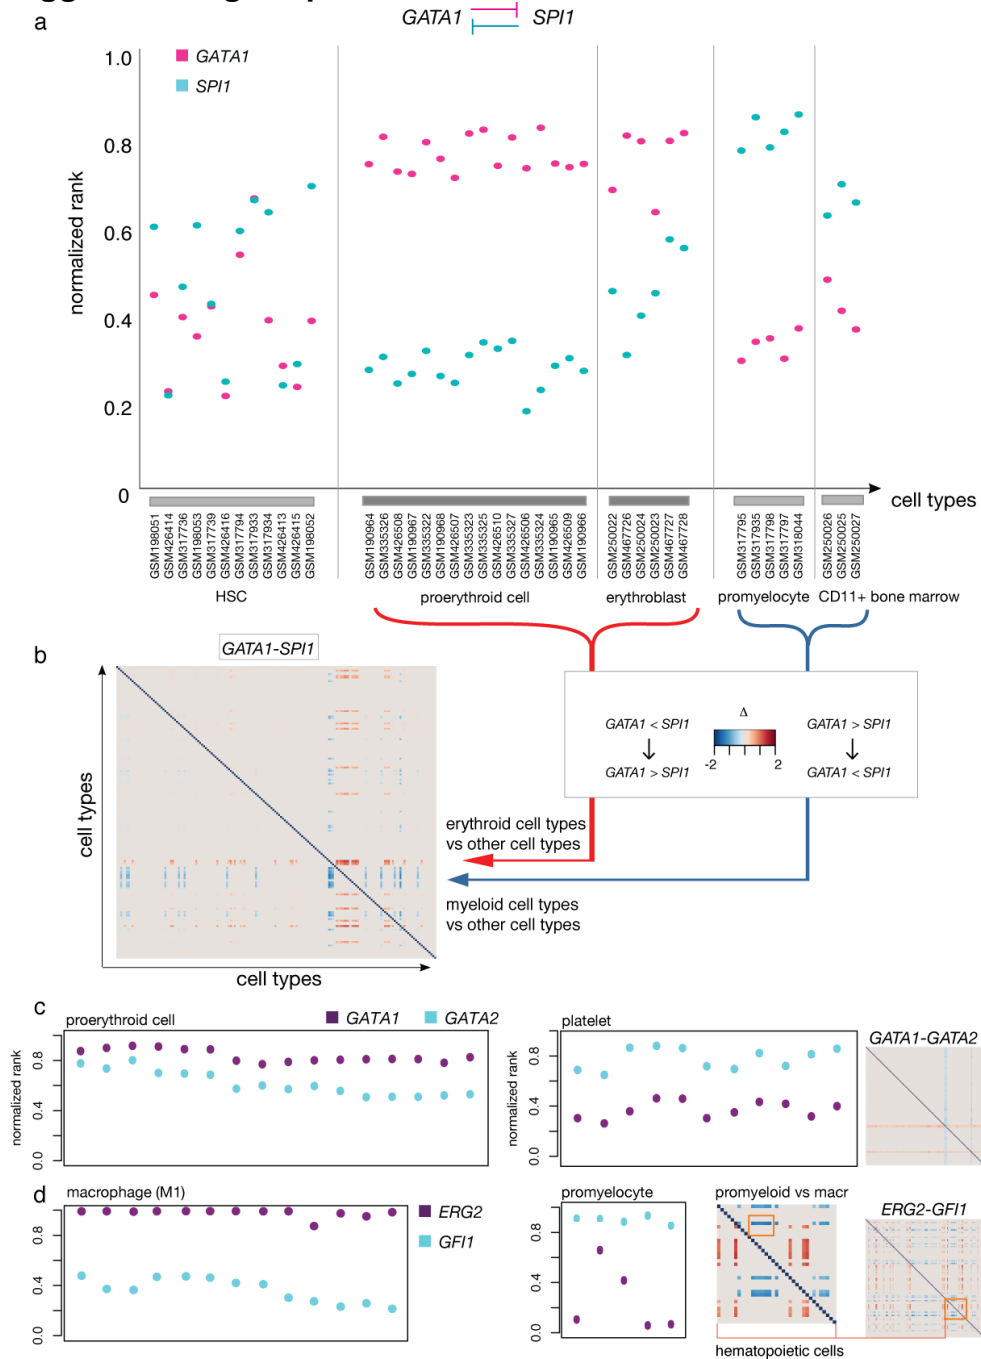 a
GATA1 SPI1
GATA1
SPI1
normalized rank
1.0
0.8
0.6
0.4
0.2
0
cell types
GSM198051
GSM426414
GSM317736
GSM198053
GSM317739
GSM426416
GSM317794
GSM317933
GSM317934
GSM426413
GSM426415
GSM198052
GSM190964
GSM335326
GSM426508
GSM190967
GSM335322
GSM190968
GSM426507
GSM335323
GSM335325
GSM426510
GSM335327
GSM426506
GSM335324
GSM190965
GSM426509
GSM190966
GSM250022
GSM467726
GSM250024
GSM250023
GSM467727
GSM467728
GSM317795
GSM317935
GSM317798
GSM317797
GSM318044
GSM250026
GSM250025
GSM250027
HSC
proerythroid cell
erythroblast
promyelocyte
CD11+ bone marrow
b
GATA1-SPI1
cell types
cell types
GATA1 < SPI1
GATA1 > SPI1
Δ
-2 2
GATA1 > SPI1
GATA1 < SPI1
erythroid cell types
vs other cell types
myeloid cell types
vs other cell types
c
proerythroid cell
GATA1
GATA2
normalized rank
0.8
0.4
0.0
platelet
normalized rank
0.8
0.4
0.0
GATA1-GATA2
d
macrophage (M1)
ERG2
GFI1
0.8
0.4
0.0
promyelocyte
0.8
0.4
0.0
promyeloid vs macr
ERG2-GFI1
hematopoietic cells